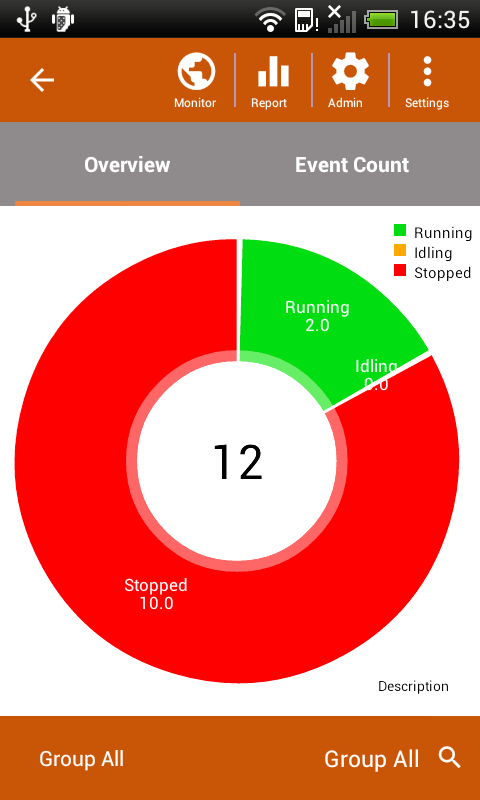 16:35
Monitor
Report
Admin
Settings
Overview
Event Count
Running
Idling
Stopped
Running
2.0
Idling
0.0
12
Stopped
10.0
Description
Group All
Group All